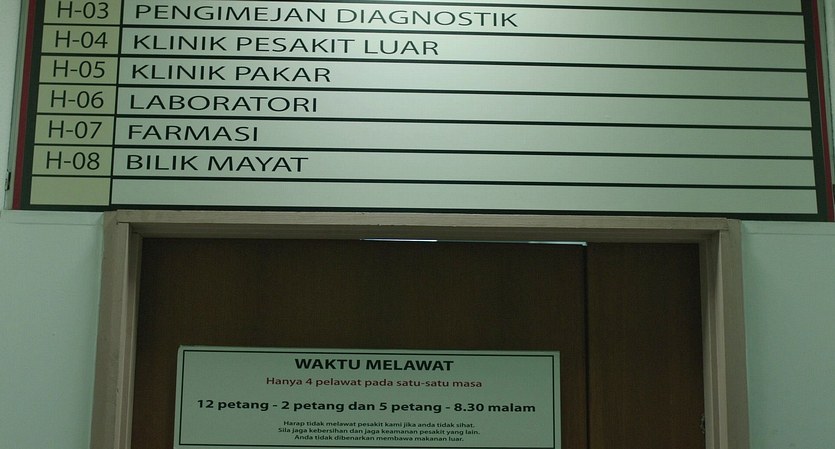 H-03 PENGIMEJAN DIAGNOSTIK
H-04 KLINIK PESAKIT LUAR
H-05 KLINIK PAKAR
H-06 LABORATORI
H-07 FARMASI
H-08 BILIK MAYAT
WAKTU MELAWAT
Hanya 4 pelawat pada satu-satu masa
12 petang - 2 petang dan 5 petang - 8.30 malam
Harap tidak melawat pesakit kami jika anda tidak sihat.
Sila jaga kebersihan dan jaga keamanan pesakit yang lain.
Anda tidak dibenarkan membawa makanan luar.